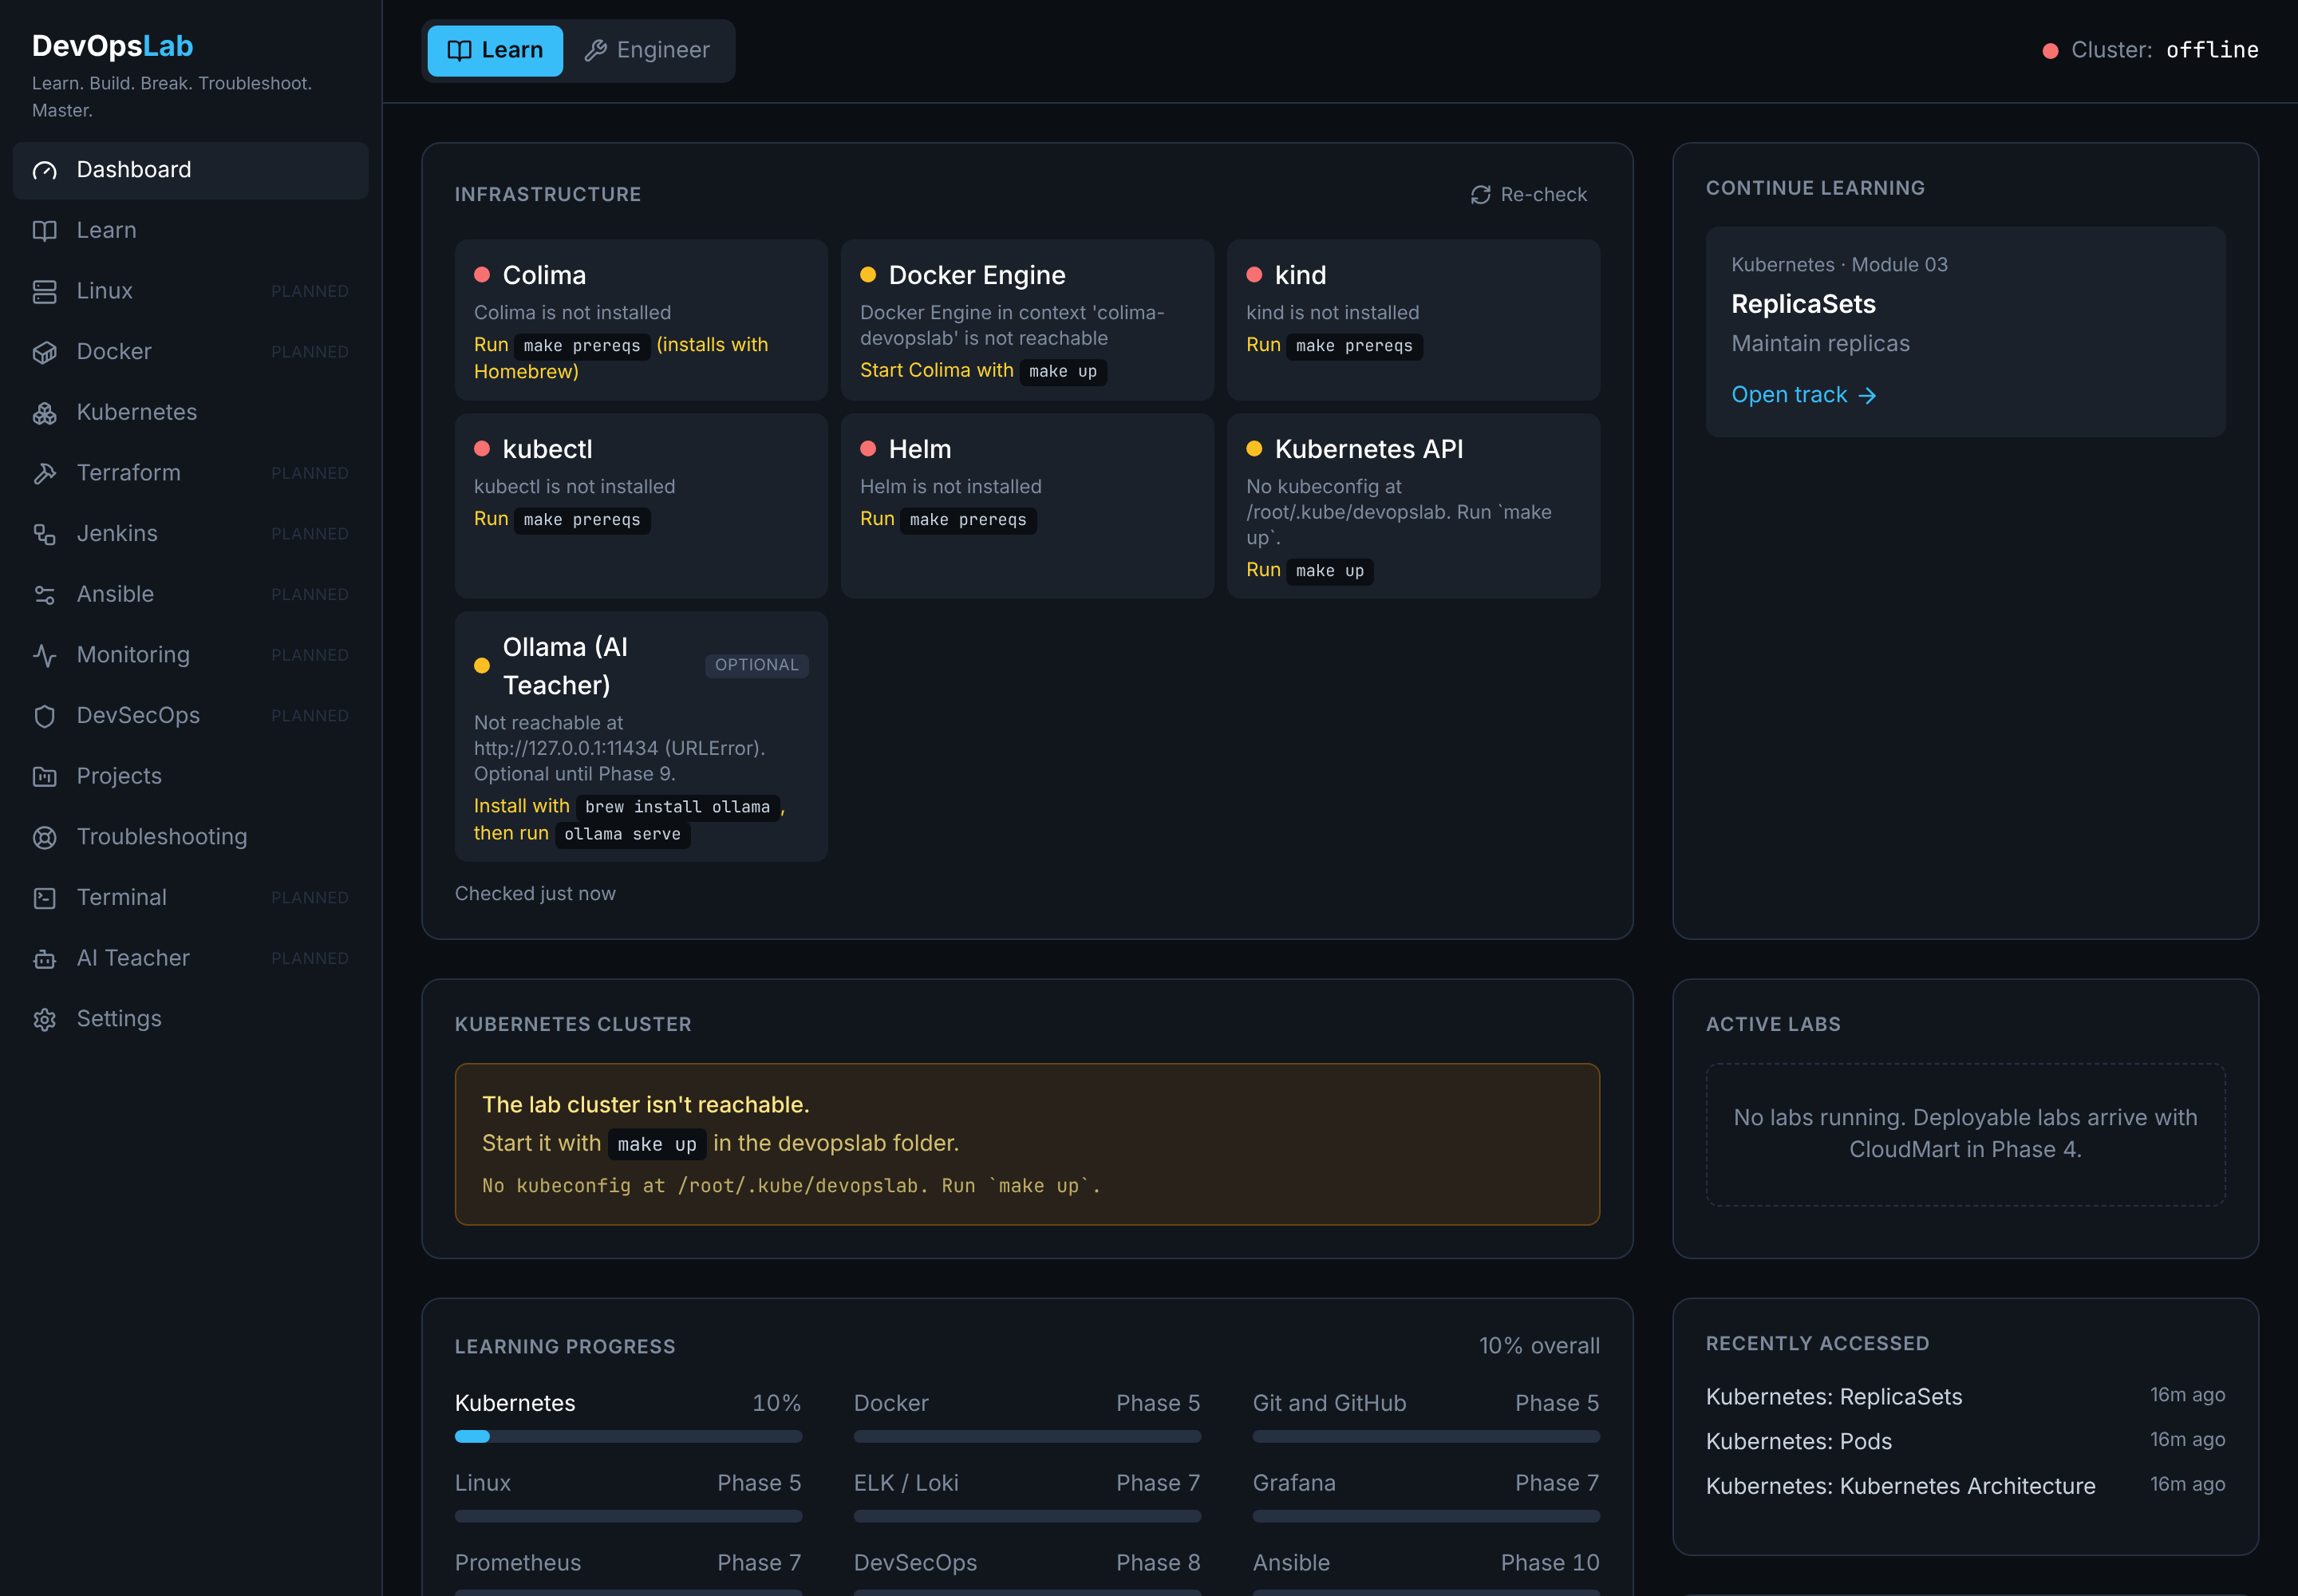 DevOpsLab
Learn. Build. Break. Troubleshoot.
Master.
Dashboard
Learn
Linux PLANNED
Docker PLANNED
Kubernetes
Terraform PLANNED
Jenkins PLANNED
Ansible PLANNED
Monitoring PLANNED
DevSecOps PLANNED
Projects
Troubleshooting
Terminal PLANNED
AI Teacher PLANNED
Settings
Learn Engineer
Cluster: offline
INFRASTRUCTURE Re-check
Colima
Colima is not installed
Run make prereqs (installs with
Homebrew)
Docker Engine
Docker Engine in context 'colima-
devopslab' is not reachable
Start Colima with make up
kind
kind is not installed
Run make prereqs
kubectl
kubectl is not installed
Run make prereqs
Helm
Helm is not installed
Run make prereqs
Kubernetes API
No kubeconfig at
/root/.kube/devopslab. Run `make
up`.
Run make up
Ollama (AI
Teacher)
OPTIONAL
Not reachable at
http://127.0.0.1:11434 (URLError).
Optional until Phase 9.
Install with brew install ollama,
then run ollama serve
Checked just now
CONTINUE LEARNING
Kubernetes · Module 03
ReplicaSets
Maintain replicas
Open track →
KUBERNETES CLUSTER
The lab cluster isn't reachable.
Start it with make up in the devopslab folder.
No kubeconfig at /root/.kube/devopslab. Run `make up`.
ACTIVE LABS
No labs running. Deployable labs arrive with
CloudMart in Phase 4.
LEARNING PROGRESS 10% overall
Kubernetes 10%
Docker Phase 5
Git and GitHub Phase 5
Linux Phase 5
ELK / Loki Phase 7
Grafana Phase 7
Prometheus Phase 7
DevSecOps Phase 8
Ansible Phase 10
RECENTLY ACCESSED
Kubernetes: ReplicaSets 16m ago
Kubernetes: Pods 16m ago
Kubernetes: Kubernetes Architecture 16m ago